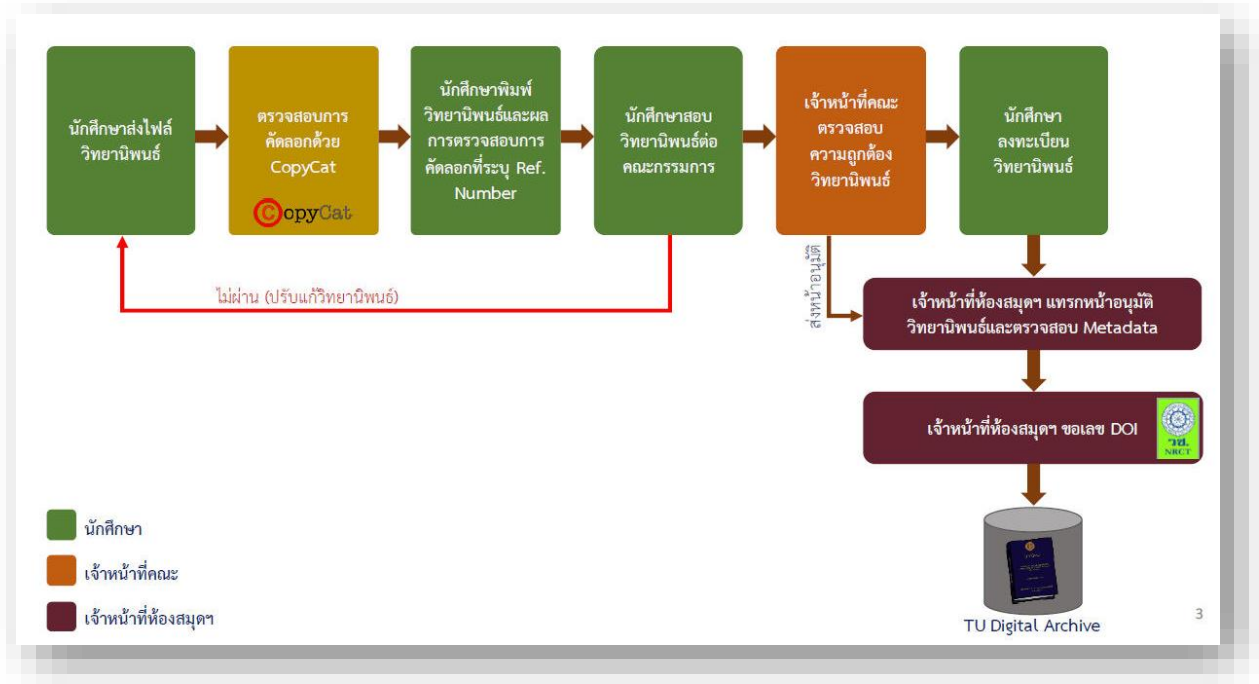 นักศึกษาส่งไฟล์
วิทยานิพนธ์
ตรวจสอบการ
คัดลอกด้วย
CopyCat
CopyCat
นักศึกษาพิมพ์
วิทยานิพนธ์และผล
การตรวจสอบการ
คัดลอกที่ระบุ Ref.
Number
นักศึกษาสอบ
วิทยานิพนธ์ต่อ
คณะกรรมการ
เจ้าหน้าที่คณะ
ตรวจสอบ
ความถูกต้อง
วิทยานิพนธ์
นักศึกษา
ลงทะเบียน
วิทยานิพนธ์
ไม่ผ่าน (ปรับแก้วิทยานิพนธ์)
ส่งหน้าอนุมัติ
เจ้าหน้าที่ห้องสมุดฯ แทรกหน้าอนุมัติ
วิทยานิพนธ์และตรวจสอบ Metadata
เจ้าหน้าที่ห้องสมุดฯ ขอเลข DOI
วช.
NRCT
นักศึกษา
เจ้าหน้าที่คณะ
เจ้าหน้าที่ห้องสมุดฯ
TU Digital Archive
3